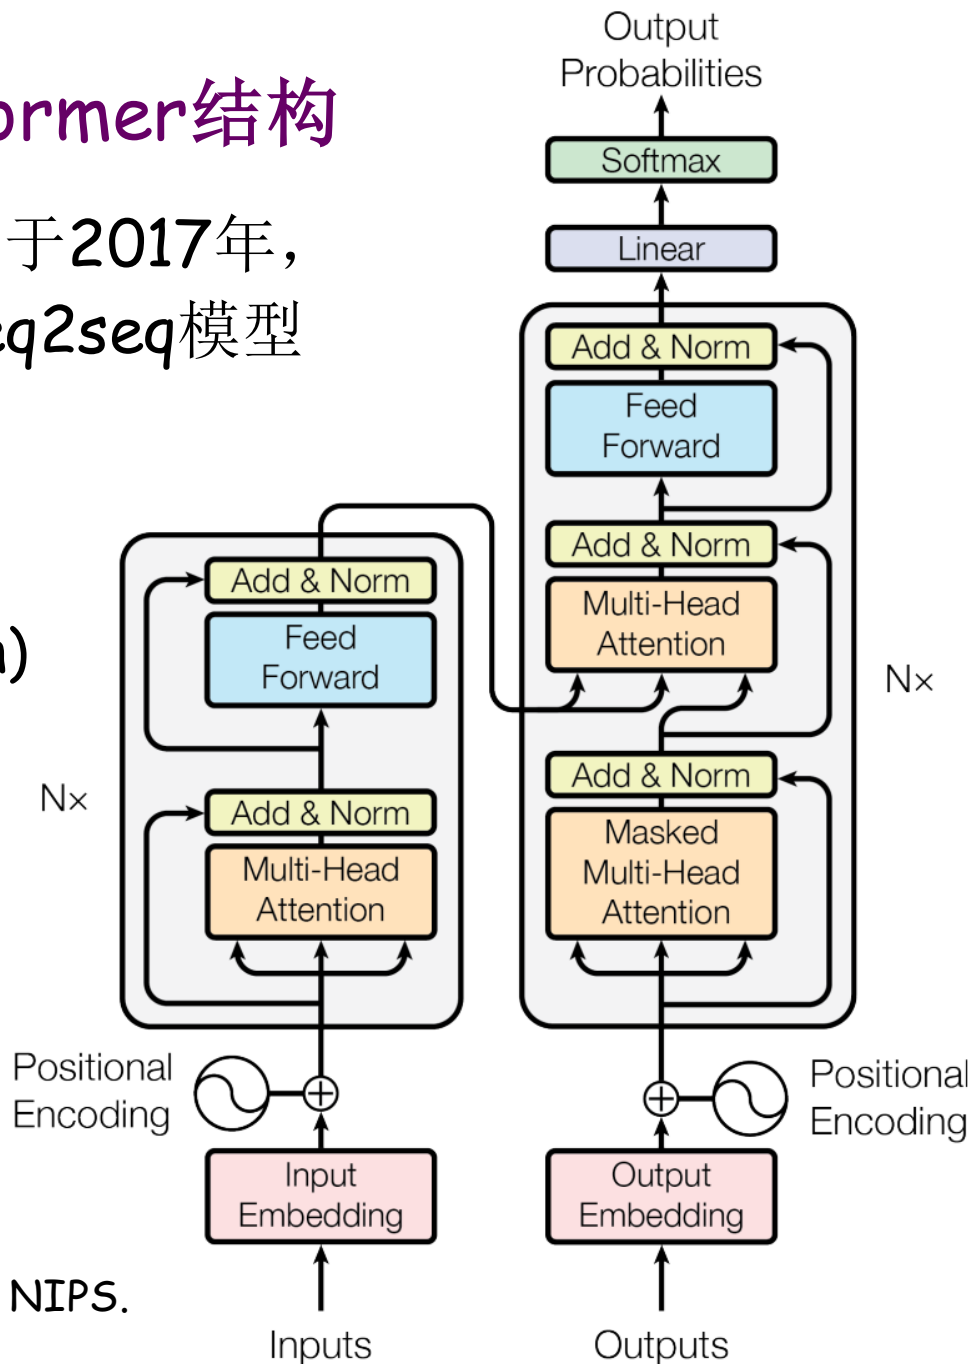 ormer结构
于2017年，
eq2seq模型
)
NIPS.
Output
Probabilities
Softmax
Linear
Add & Norm
Feed
Forward
Add & Norm
Multi-Head
Attention
Add & Norm
Masked
Multi-Head
Attention
N×
Positional
Encoding
Output
Embedding
Outputs
Add & Norm
Feed
Forward
Add & Norm
Multi-Head
Attention
N×
Positional
Encoding
Input
Embedding
Inputs